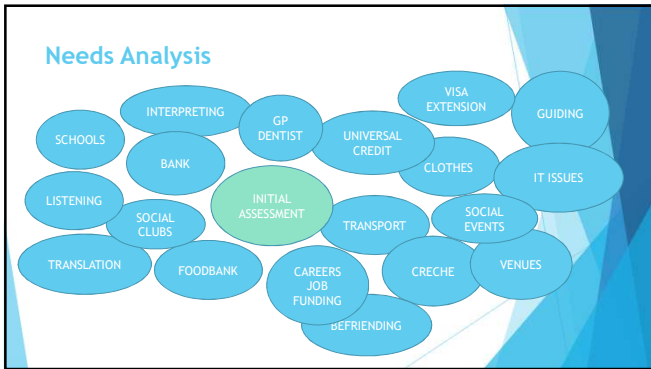 Needs Analysis
VISA
EXTENSION
INTERPRETING
GP
DENTIST
GUIDING
SCHOOLS
UNIVERSAL
CREDIT
BANK
CLOTHES
IT ISSUES
LISTENING
INITIAL
ASSESSMENT
SOCIAL
CLUBS
TRANSPORT
SOCIAL
EVENTS
TRANSLATION
FOODBANK
CAREERS
JOB
FUNDING
CRECHE
VENUES
BEFRIENDING